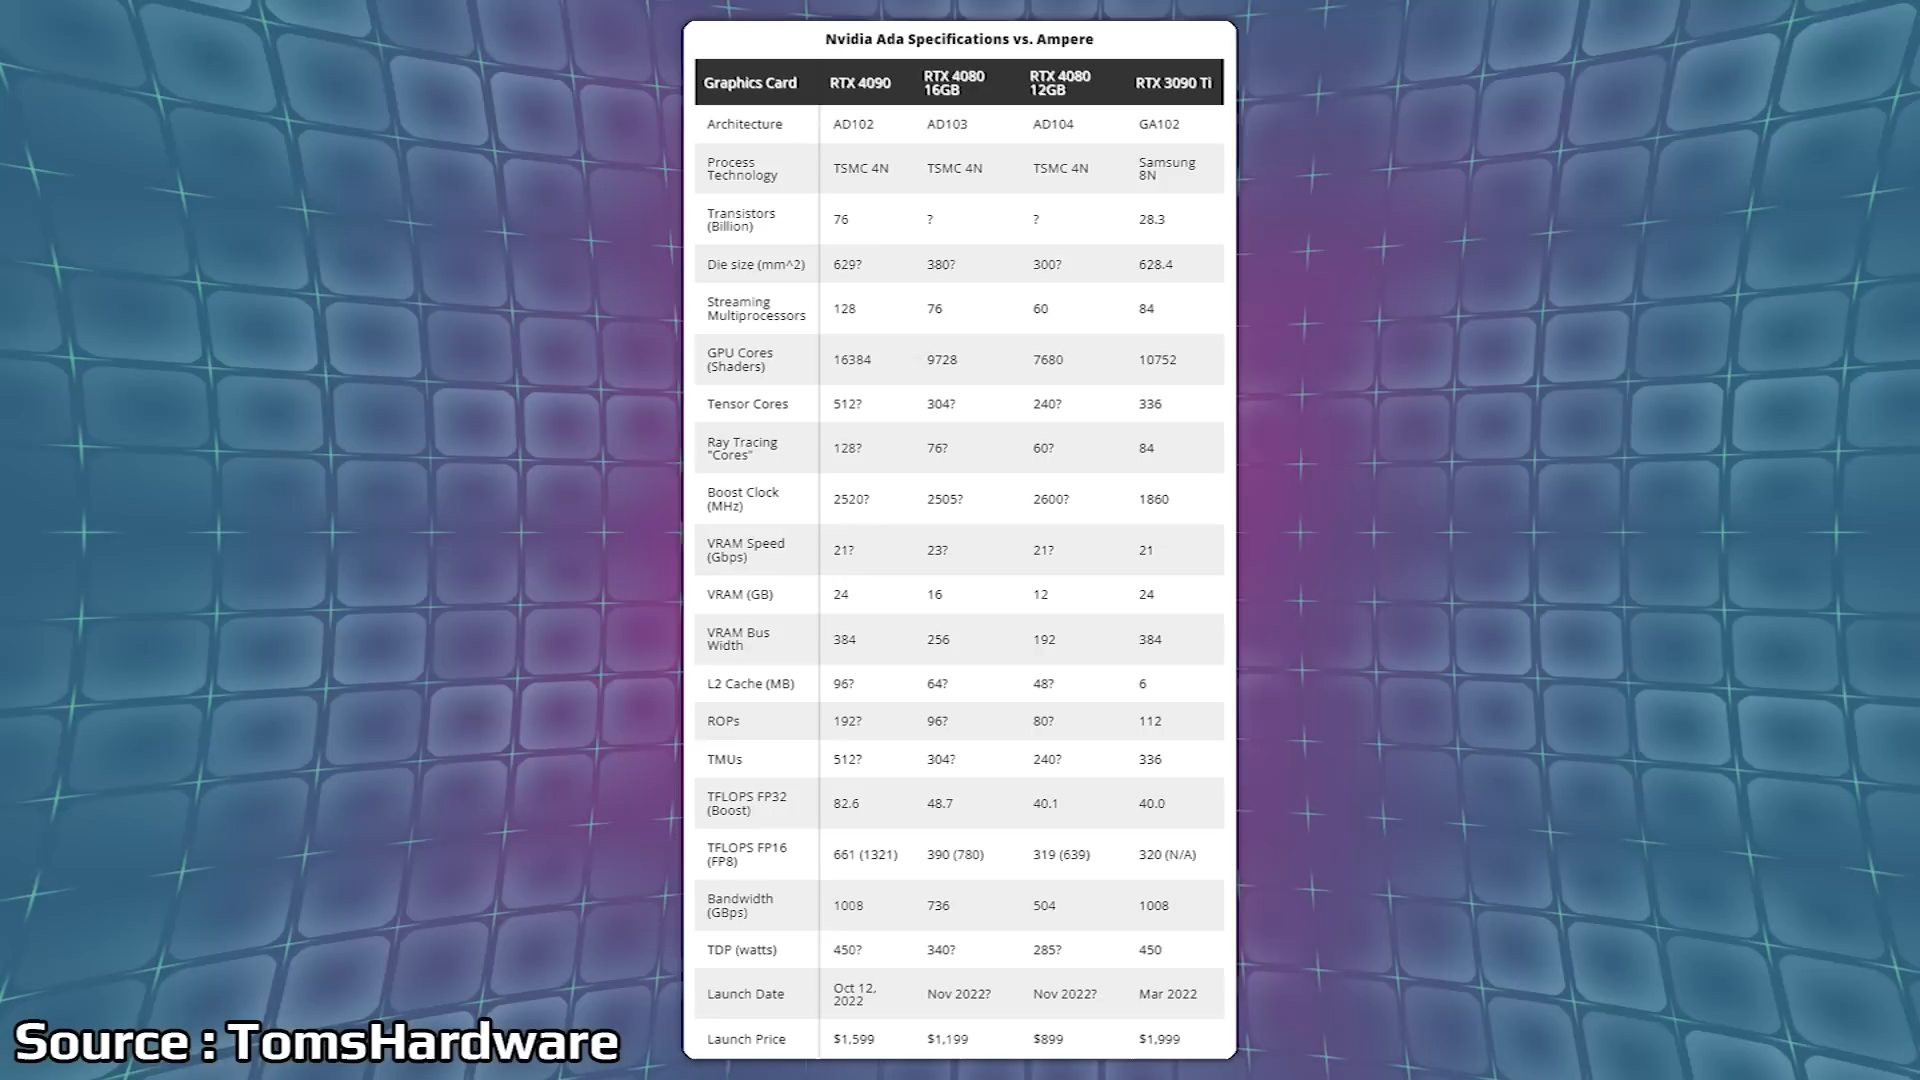 Nvidia Ada Specifications vs. Ampere
Graphics Card RTX 4090 RTX 4080 16GB RTX 4080 12GB RTX 3090 Ti
Architecture AD102 AD103 AD104 GA102
Process Technology TSMC 4N TSMC 4N TSMC 4N Samsung 8N
Transistors (Billion) 76 ? ? 28.3
Die size (mm^2) 629? 380? 300? 628.4
Streaming Multiprocessors 128 76 60 84
GPU Cores (Shaders) 16384 9728 7680 10752
Tensor Cores 512? 304? 240? 336
Ray Tracing "Cores" 128? 76? 60? 84
Boost Clock (MHz) 2520? 2505? 2600? 1860
VRAM Speed (Gbps) 21? 23? 21? 21
VRAM (GB) 24 16 12 24
VRAM Bus Width 384 256 192 384
L2 Cache (MB) 96? 64? 48? 6
ROPs 192? 96? 80? 112
TMUs 512? 304? 240? 336
TFLOPS FP32 (Boost) 82.6 48.7 40.1 40.0
TFLOPS FP16 (FP8) 661 (1321) 390 (780) 319 (639) 320 (N/A)
Bandwidth (GBps) 1008 736 504 1008
TDP (watts) 450? 340? 285? 450
Launch Date Oct 12, 2022 Nov 2022? Nov 2022? Mar 2022
Launch Price $1,599 $1,199 $899 $1,999
Source : TomsHardware